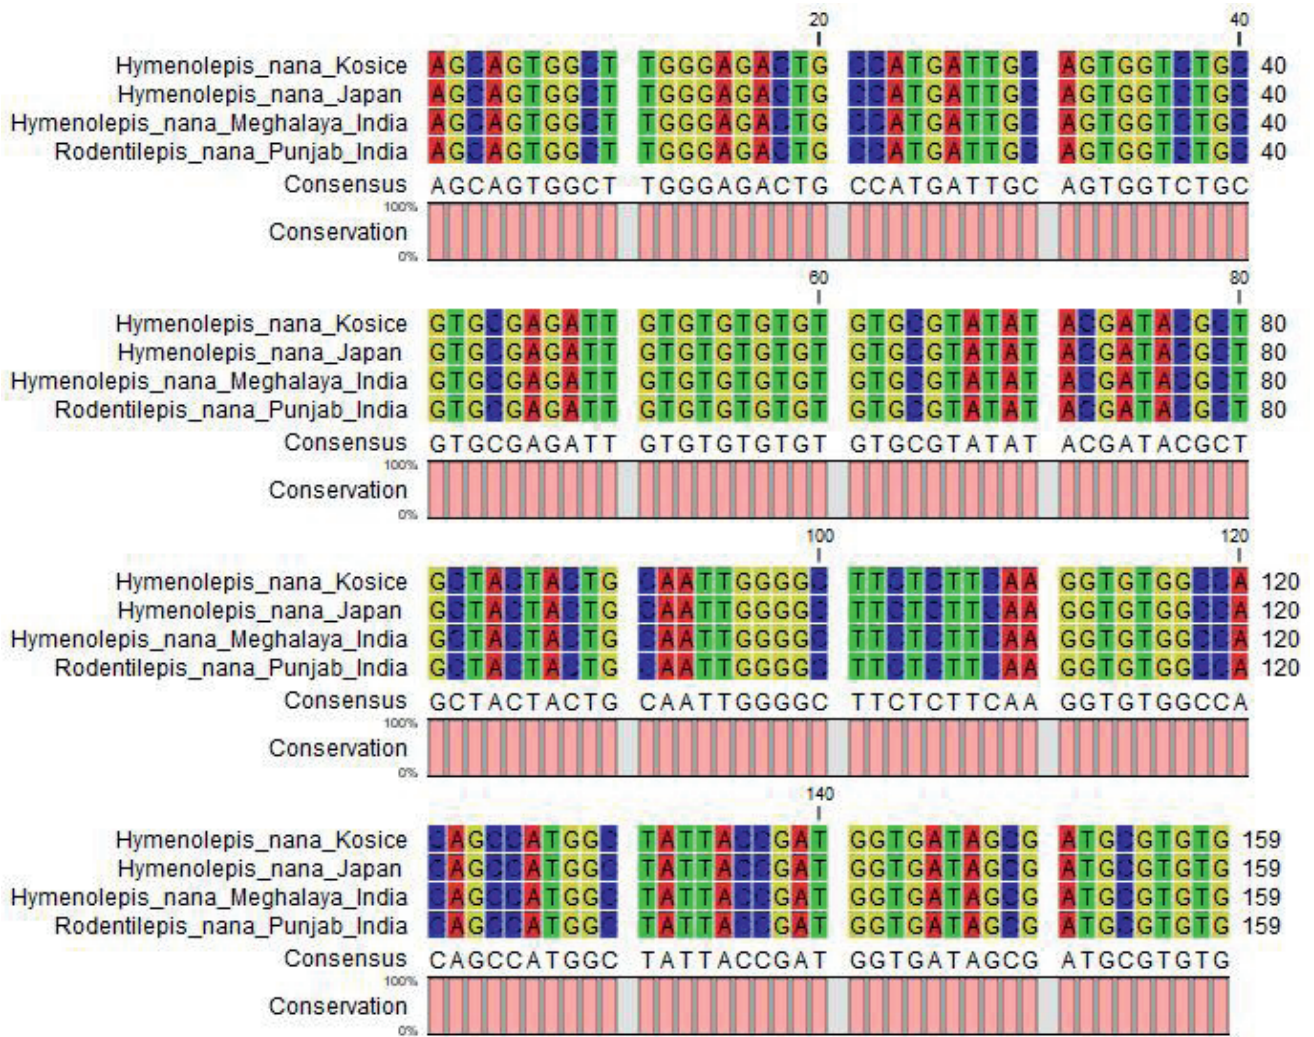 20 40
Hymenolepis_nana_Kosice AGCAGTGGCT TGGGAGACTG CCATGATTGC AGTGGTCTGC 40
Hymenolepis_nana_Japan AGCAGTGGCT TGGGAGACTG CCATGATTGC AGTGGTCTGC 40
Hymenolepis_nana_Meghalaya_India AGCAGTGGCT TGGGAGACTG CCATGATTGC AGTGGTCTGC 40
Rodentilepis_nana_Punjab_India AGCAGTGGCT TGGGAGACTG CCATGATTGC AGTGGTCTGC 40
Consensus AGCAGTGGCT TGGGAGACTG CCATGATTGC AGTGGTCTGC
100%
Conservation
0%
60 80
Hymenolepis_nana_Kosice GTGCGAGATT GTGTGTGTGT GTGCGTATAT ACGATACGCT 80
Hymenolepis_nana_Japan GTGCGAGATT GTGTGTGTGT GTGCGTATAT ACGATACGCT 80
Hymenolepis_nana_Meghalaya_India GTGCGAGATT GTGTGTGTGT GTGCGTATAT ACGATACGCT 80
Rodentilepis_nana_Punjab_India GTGCGAGATT GTGTGTGTGT GTGCGTATAT ACGATACGCT 80
Consensus GTGCGAGATT GTGTGTGTGT GTGCGTATAT ACGATACGCT
100%
Conservation
0%
100 120
Hymenolepis_nana_Kosice GCTACTACTG CAATTGGGGC TTCTCTTCAA GGTGTGGCCA 120
Hymenolepis_nana_Japan GCTACTACTG CAATTGGGGC TTCTCTTCAA GGTGTGGCCA 120
Hymenolepis_nana_Meghalaya_India GCTACTACTG CAATTGGGGC TTCTCTTCAA GGTGTGGCCA 120
Rodentilepis_nana_Punjab_India GCTACTACTG CAATTGGGGC TTCTCTTCAA GGTGTGGCCA 120
Consensus GCTACTACTG CAATTGGGGC TTCTCTTCAA GGTGTGGCCA
100%
Conservation
0%
140
Hymenolepis_nana_Kosice CAGCCATGGC TATTACCGAT GGTGATAGCG ATGCGTGTG 159
Hymenolepis_nana_Japan CAGCCATGGC TATTACCGAT GGTGATAGCG ATGCGTGTG 159
Hymenolepis_nana_Meghalaya_India CAGCCATGGC TATTACCGAT GGTGATAGCG ATGCGTGTG 159
Rodentilepis_nana_Punjab_India CAGCCATGGC TATTACCGAT GGTGATAGCG ATGCGTGTG 159
Consensus CAGCCATGGC TATTACCGAT GGTGATAGCG ATGCGTGTG
100%
Conservation
0%